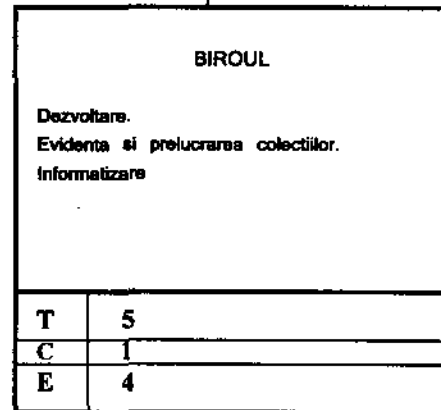 BIROUL
Dezvoltare.
Evidenta si prelucrarea colectiilor.
Informatizare
T 5
C 1
E 4